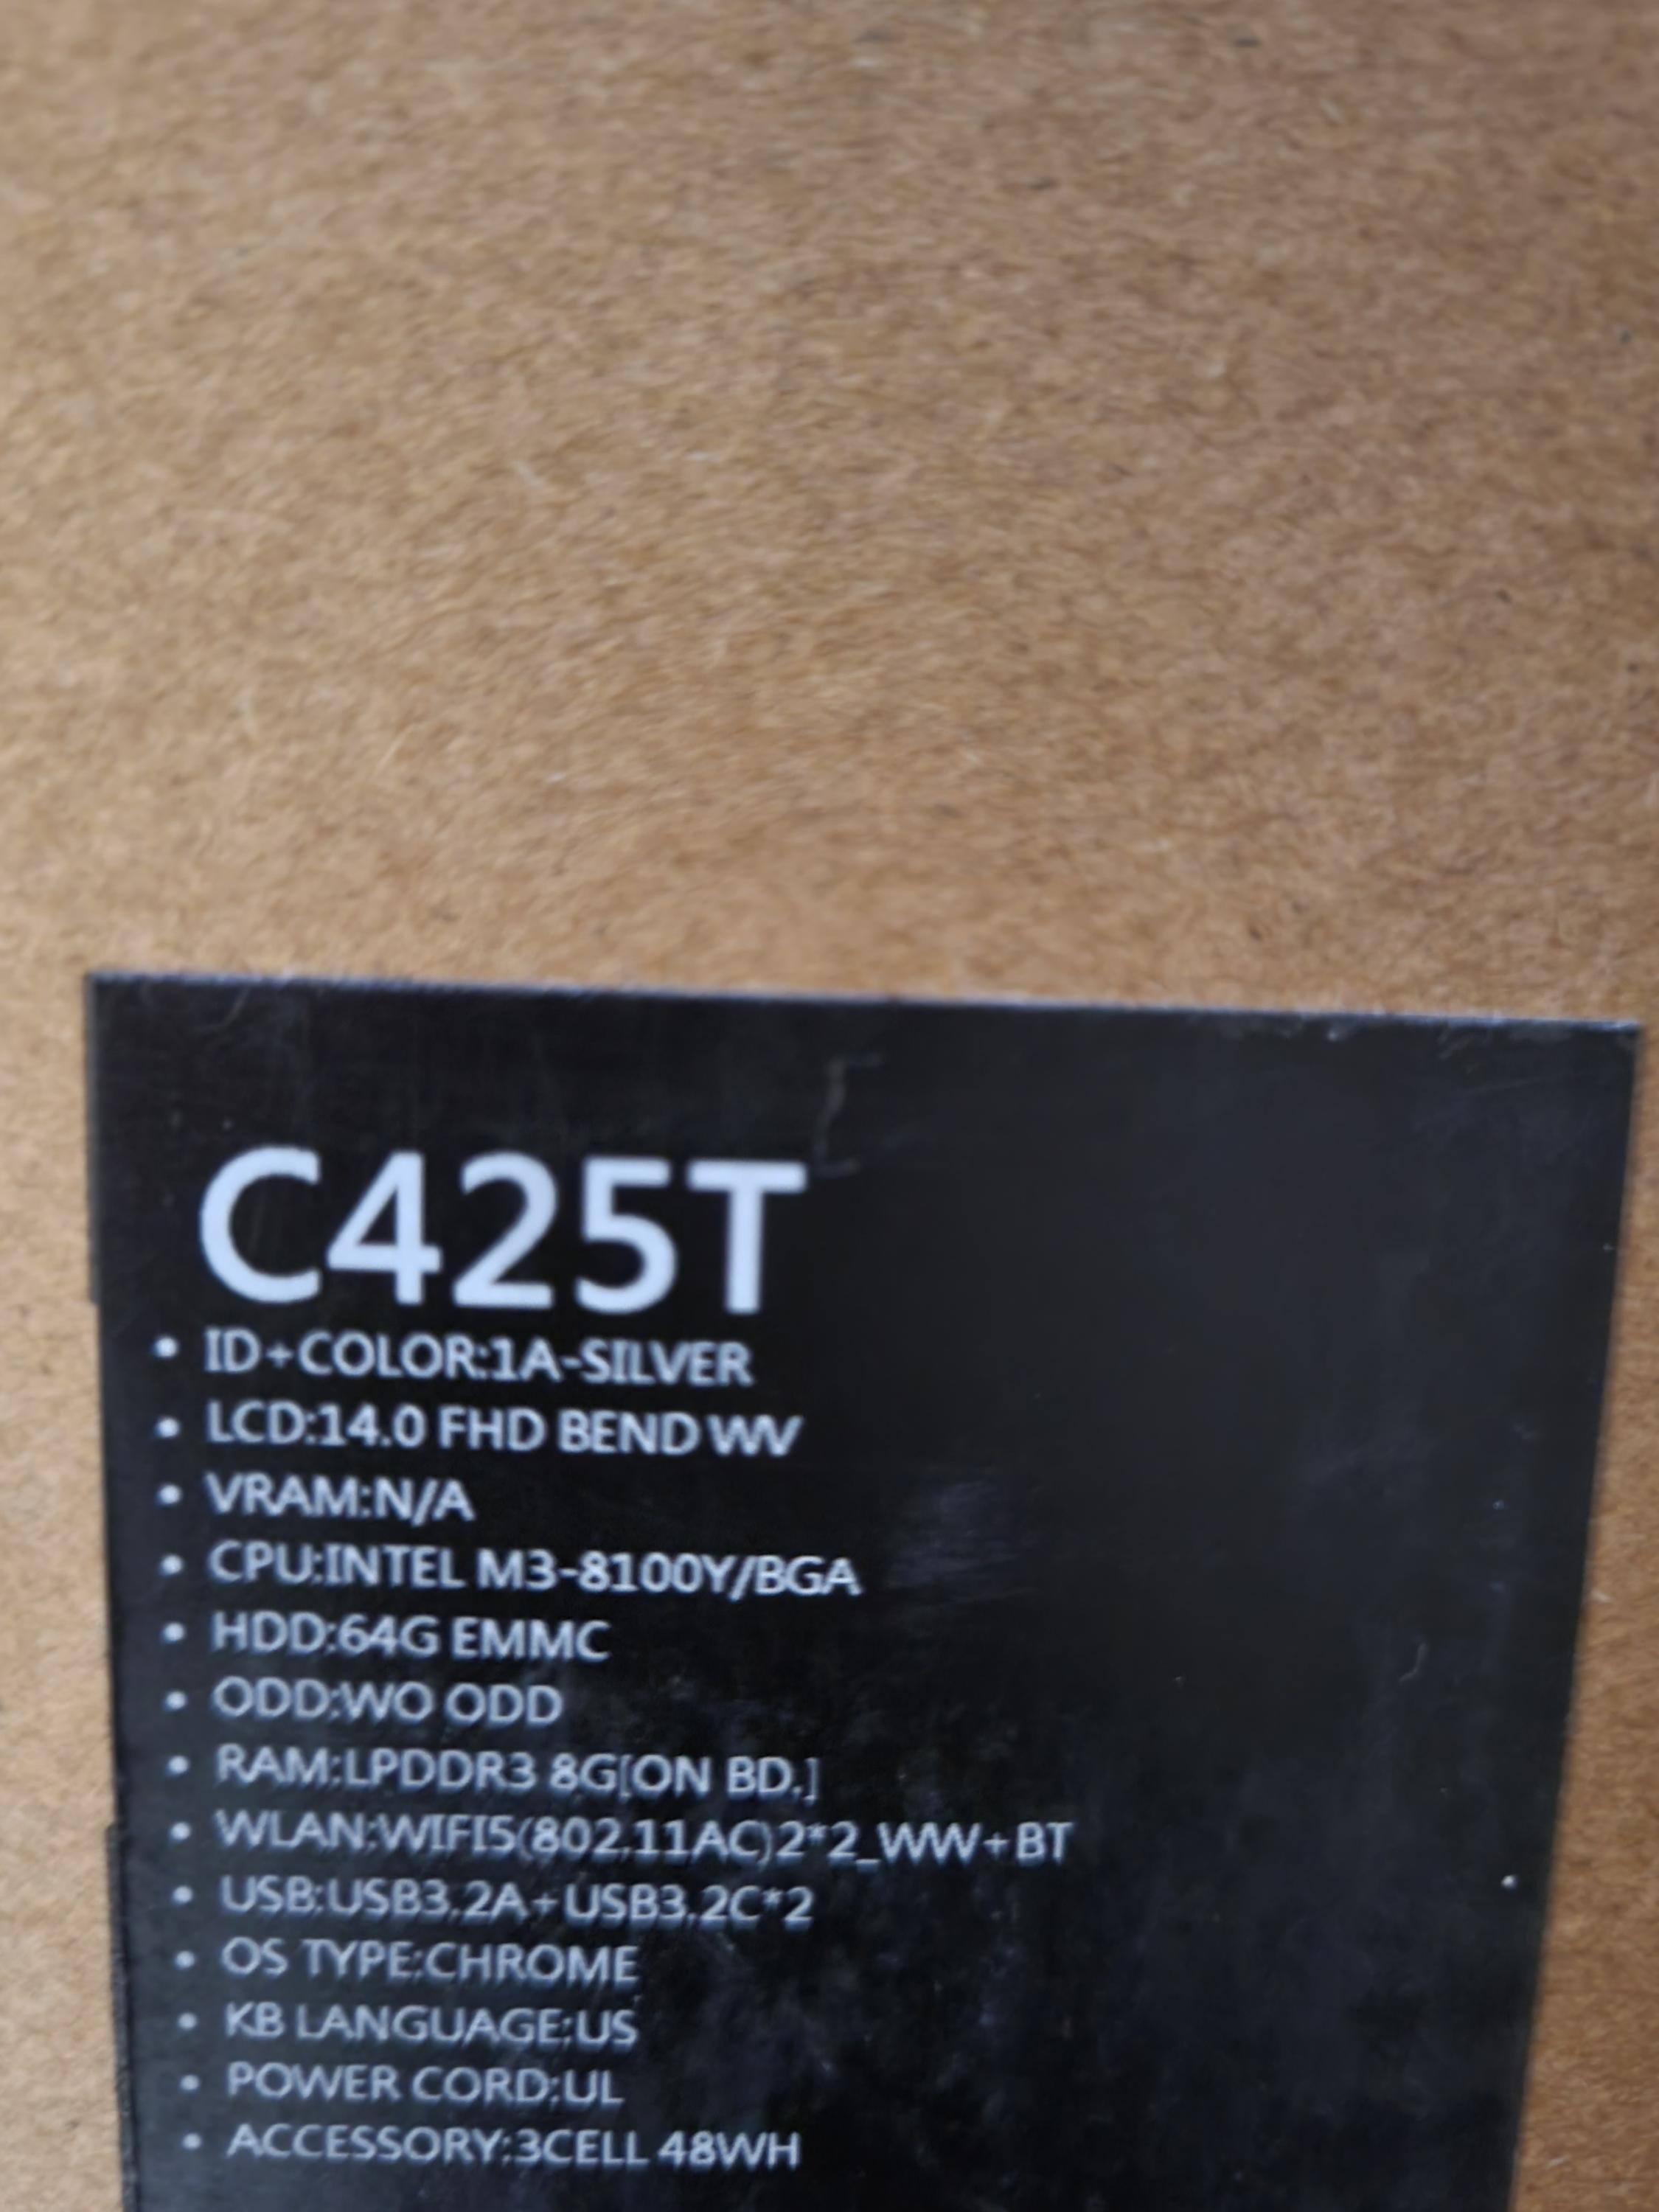 C425T
• ID+COLOR:1A-SILVER
• LCD:14.0 FHD BEND WV
• VRAM:N/A
• CPU:INTEL M3-8100Y/BGA
• HDD:64G EMMC
• ODD:WO ODD
• RAM:LPDDR3 8G[ON BD.]
• WLAN:WIFI5(802.11AC)2*2_WW+BT
• USB:USB3.2A+USB3.2C*2
• OS TYPE:CHROME
• KB LANGUAGE:US
• POWER CORD:UL
• ACCESSORY:3CELL 48WH